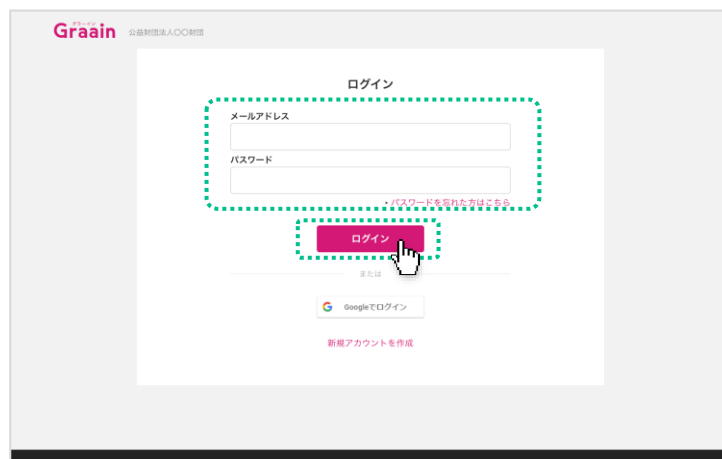 グラーイン
Graain 公益財団法人〇〇財団
ログイン
メールアドレス
パスワード
・パスワードを忘れた方はこちら
ログイン
または
Googleでログイン
新規アカウントを作成